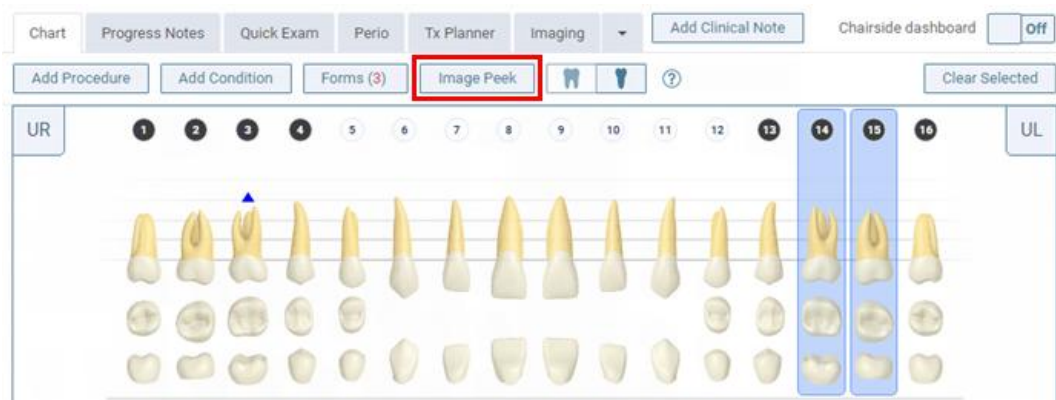 Chart Progress Notes Quick Exam Perio Tx Planner Imaging Add Clinical Note Chairside dashboard Off
Add Procedure Add Condition Forms (3) Image Peek ? Clear Selected
UR 1 2 3 4 5 6 7 8 9 10 11 12 13 14 15 16 UL